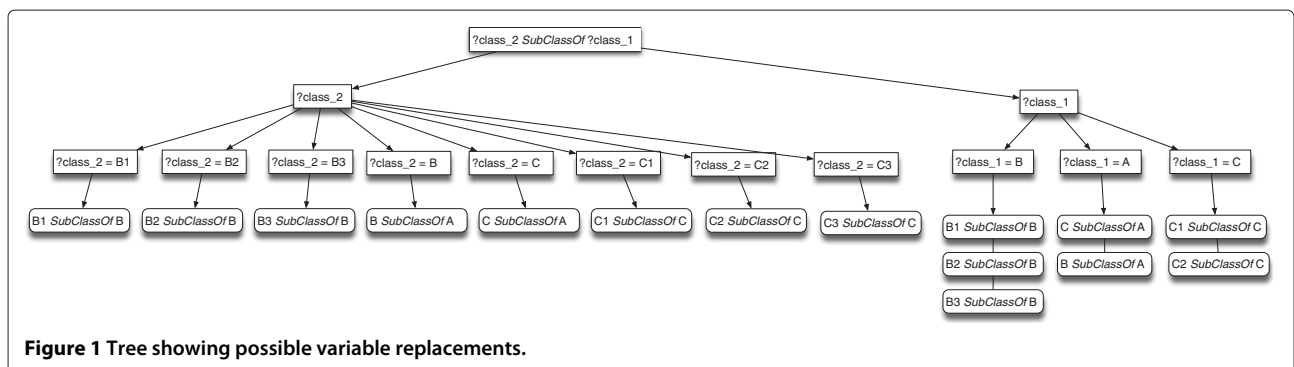 ?class_2 SubClassOf ?class_1
?class_2
?class_1
?class_2 = B1
?class_2 = B2
?class_2 = B3
?class_2 = B
?class_2 = C
?class_2 = C1
?class_2 = C2
?class_2 = C3
?class_1 = B
?class_1 = A
?class_1 = C
B1 SubClassOf B
B2 SubClassOf B
B3 SubClassOf B
B SubClassOf A
C SubClassOf A
C1 SubClassOf C
C2 SubClassOf C
C3 SubClassOf C
B1 SubClassOf B
C SubClassOf A
C1 SubClassOf C
B2 SubClassOf B
B SubClassOf A
C2 SubClassOf C
B3 SubClassOf B
Figure 1 Tree showing possible variable replacements.